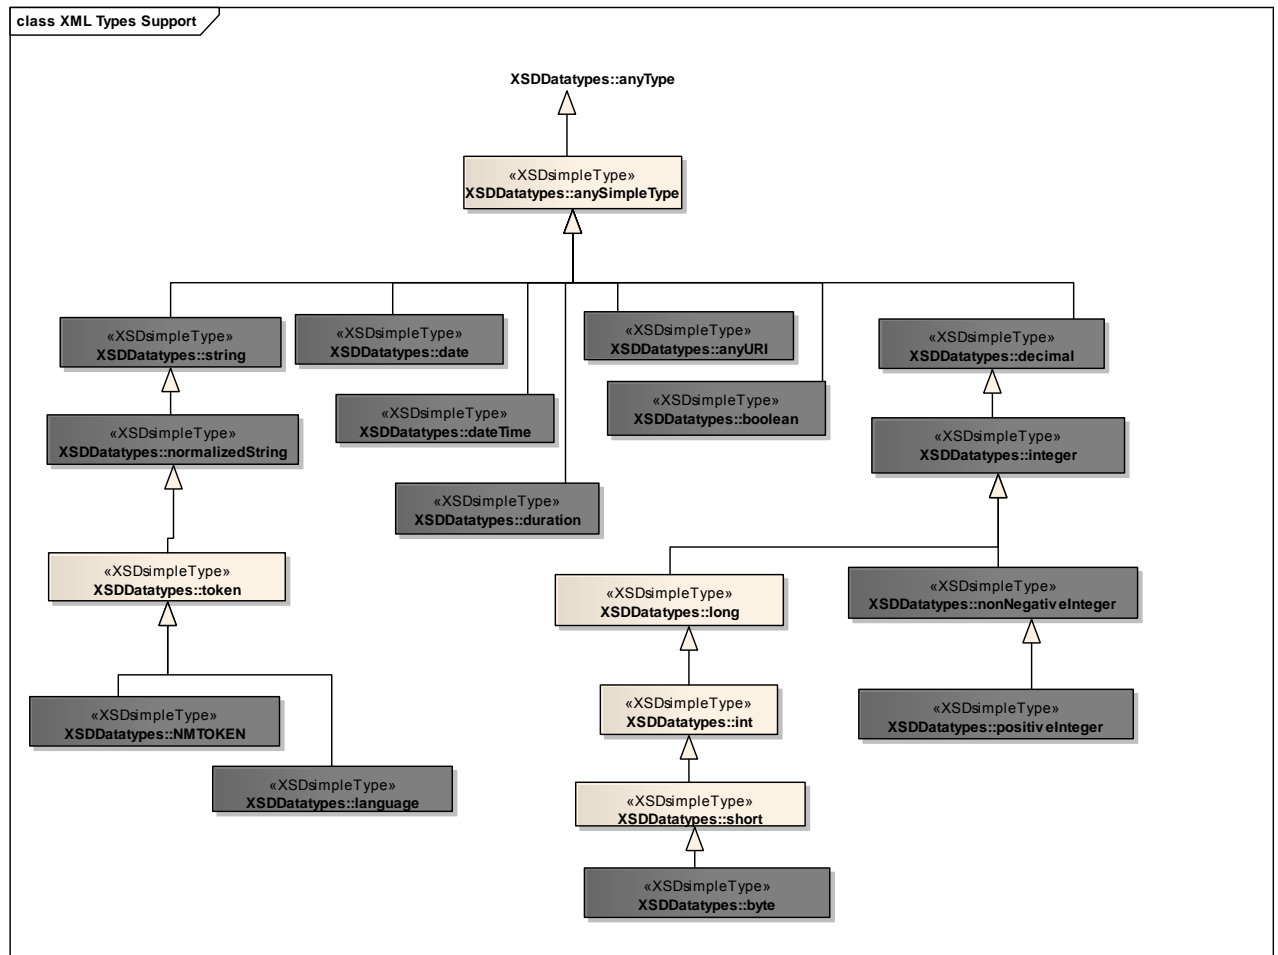 class XML Types Support
XSDDatatypes::anyType
«XSDsimpleType»
XSDDatatypes::anySimpleType
«XSDsimpleType»
XSDDatatypes::string
«XSDsimpleType»
XSDDatatypes::date
«XSDsimpleType»
XSDDatatypes::anyURI
«XSDsimpleType»
XSDDatatypes::decimal
«XSDsimpleType»
XSDDatatypes::dateTime
«XSDsimpleType»
XSDDatatypes::boolean
«XSDsimpleType»
XSDDatatypes::normalizedString
«XSDsimpleType»
XSDDatatypes::integer
«XSDsimpleType»
XSDDatatypes::duration
«XSDsimpleType»
XSDDatatypes::token
«XSDsimpleType»
XSDDatatypes::long
«XSDsimpleType»
XSDDatatypes::nonNegativeInteger
«XSDsimpleType»
XSDDatatypes::NMTOKEN
«XSDsimpleType»
XSDDatatypes::int
«XSDsimpleType»
XSDDatatypes::positiveInteger
«XSDsimpleType»
XSDDatatypes::language
«XSDsimpleType»
XSDDatatypes::short
«XSDsimpleType»
XSDDatatypes::byte